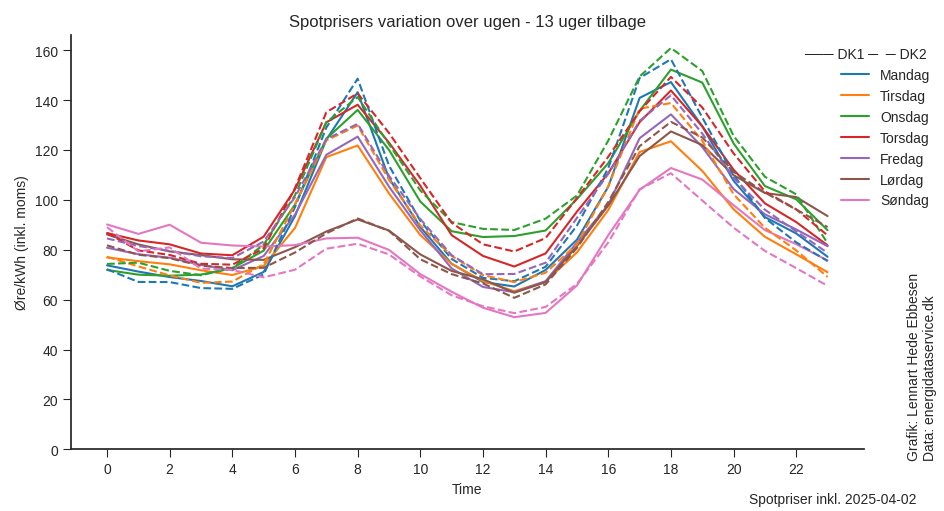 Spotprisers variation over ugen - 13 uger tilbage
Øre/kWh (inkl. moms)
160
140
120
100
80
60
40
20
0
0 2 4 6 8 10 12 14 16 18 20 22
Time
DK1 DK2
Mandag
Tirsdag
Onsdag
Torsdag
Fredag
Lørdag
Søndag
Grafik: Lennart Hede Ebbesen
Data: energidataservice.dk
Spotpriser inkl. 2025-04-02